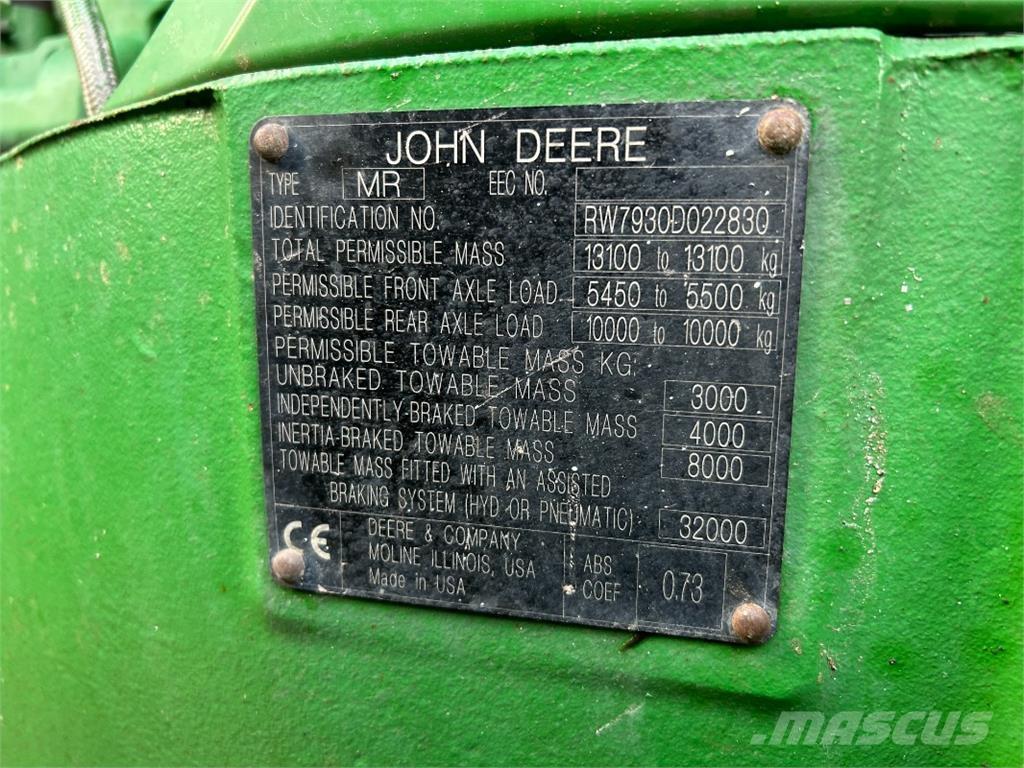 JOHN DEERE
TYPE MR EEC NO.
IDENTIFICATION NO. RW7930D022830
TOTAL PERMISSIBLE MASS 13100 to 13100 kg
PERMISSIBLE FRONT AXLE LOAD 5450 to 5500 kg
PERMISSIBLE REAR AXLE LOAD 10000 to 10000 kg
PERMISSIBLE TOWABLE MASS KG:
UNBRAKED TOWABLE MASS 3000
INDEPENDENTLY-BRAKED TOWABLE MASS 4000
INERTIA-BRAKED TOWABLE MASS 8000
TOWABLE MASS FITTED WITH AN ASSISTED
BRAKING SYSTEM (HYD OR PNEUMATIC) 32000
CE
DEERE & COMPANY
MOLINE ILLINOIS, USA
Made in USA
ABS
COEF 0.73
MASCUS